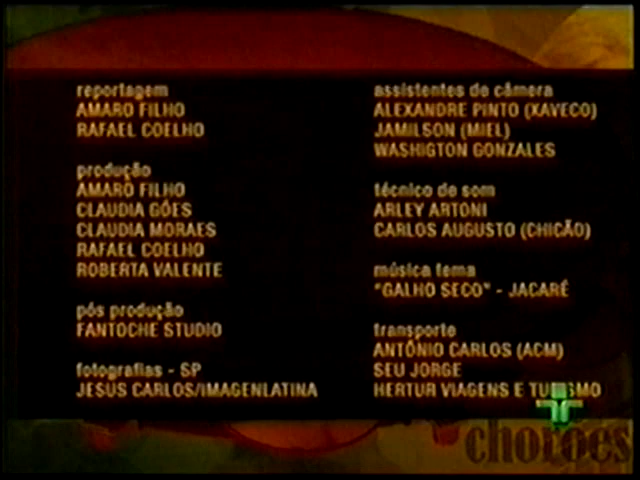 reportagem
AMARO FILHO
RAFAEL COELHO
produção
AMARO FILHO
CLAUDIA GÓES
CLAUDIA MORAES
RAFAEL COELHO
ROBERTA VALENTE
pós produção
FANTOCHE STUDIO
fotografias - SP
JESUS CARLOS/IMAGENLATINA
assistentes de câmera
ALEXANDRE PINTO (XAVECO)
JAMILSON (MIEL)
WASHIGTON GONZALES
técnico de som
ARLEY ARTONI
CARLOS AUGUSTO (CHICÃO)
música tema
"GALHO SECO" - JACARÉ
transporte
ANTÔNIO CARLOS (ACM)
SEU JORGE
HERTUR VIAGENS E TURISMO
chorões